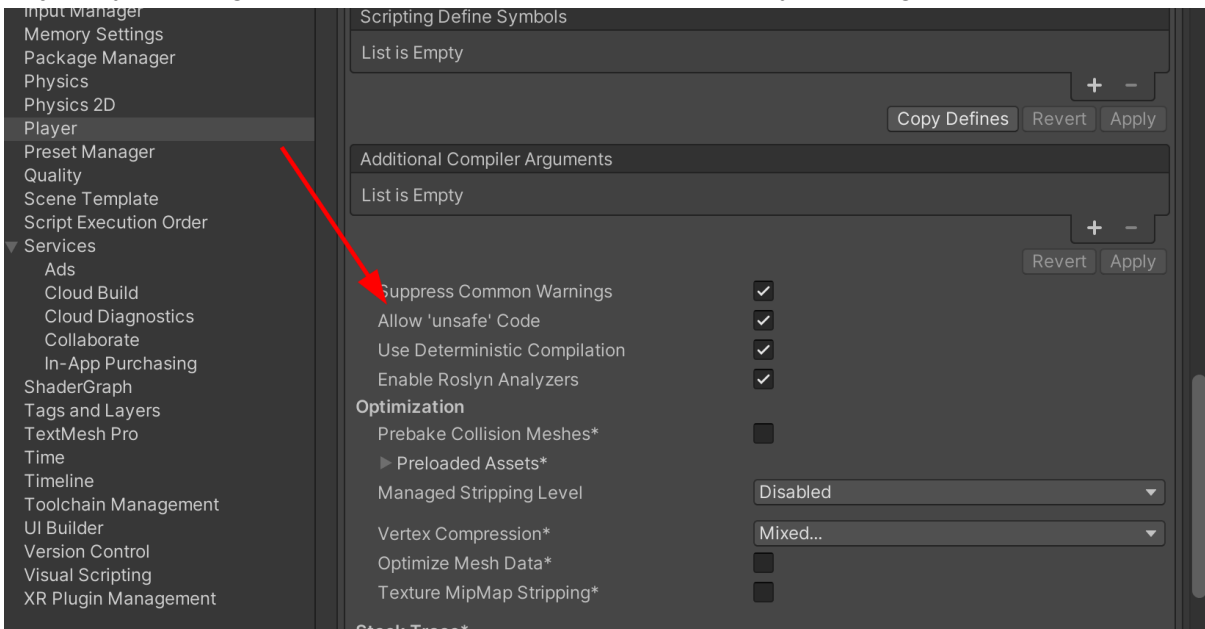 Input Manager
Memory Settings
Package Manager
Physics
Physics 2D
Player
Preset Manager
Quality
Scene Template
Script Execution Order
Services
Ads
Cloud Build
Cloud Diagnostics
Collaborate
In-App Purchasing
ShaderGraph
Tags and Layers
TextMesh Pro
Time
Timeline
Toolchain Management
UI Builder
Version Control
Visual Scripting
XR Plugin Management
Scripting Define Symbols
List is Empty
+ −
Copy Defines Revert Apply
Additional Compiler Arguments
List is Empty
+ −
Revert Apply
Suppress Common Warnings
Allow 'unsafe' Code
Use Deterministic Compilation
Enable Roslyn Analyzers
Optimization
Prebake Collision Meshes*
Preloaded Assets*
Managed Stripping Level Disabled
Vertex Compression* Mixed...
Optimize Mesh Data*
Texture MipMap Stripping*
Stack Trace*